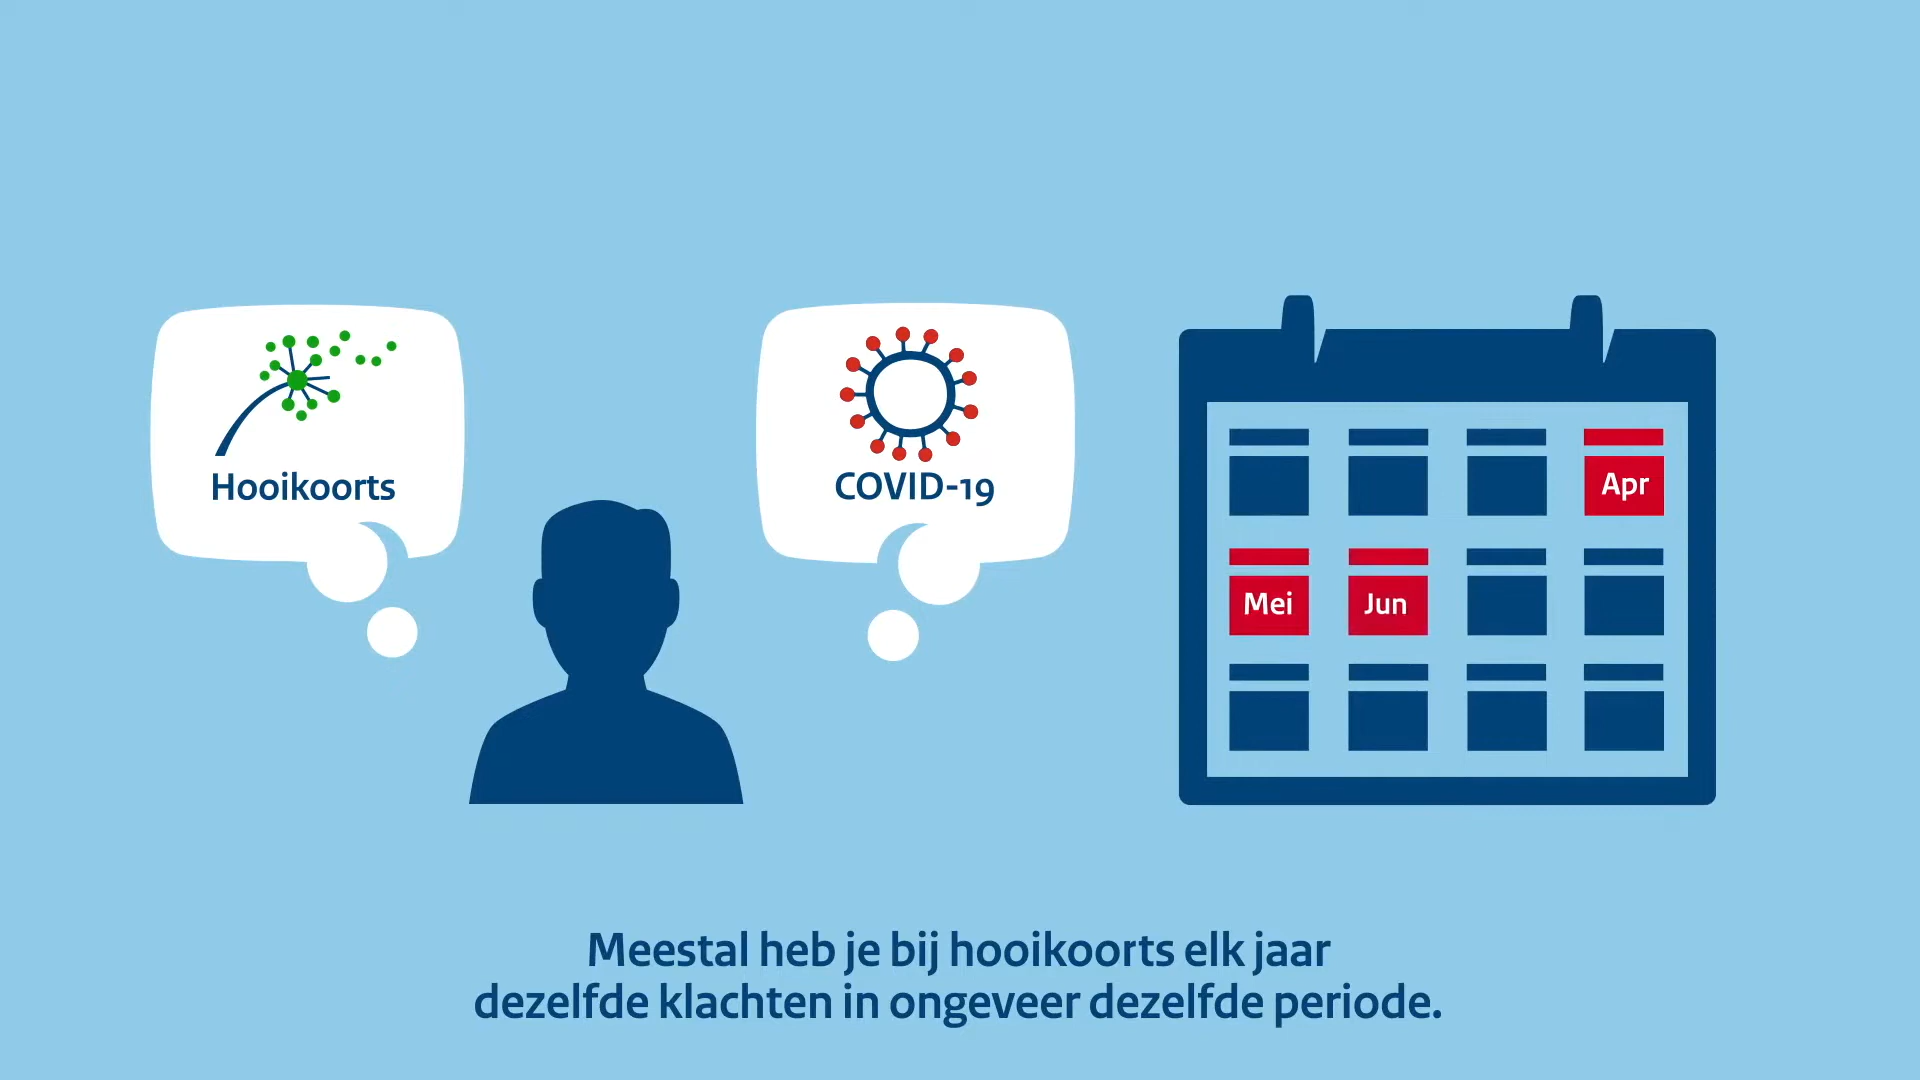 Hooikoorts
COVID-19
Apr
Mei
Jun
Meestal heb je bij hooikoorts elk jaar
dezelfde klachten in ongeveer dezelfde periode.